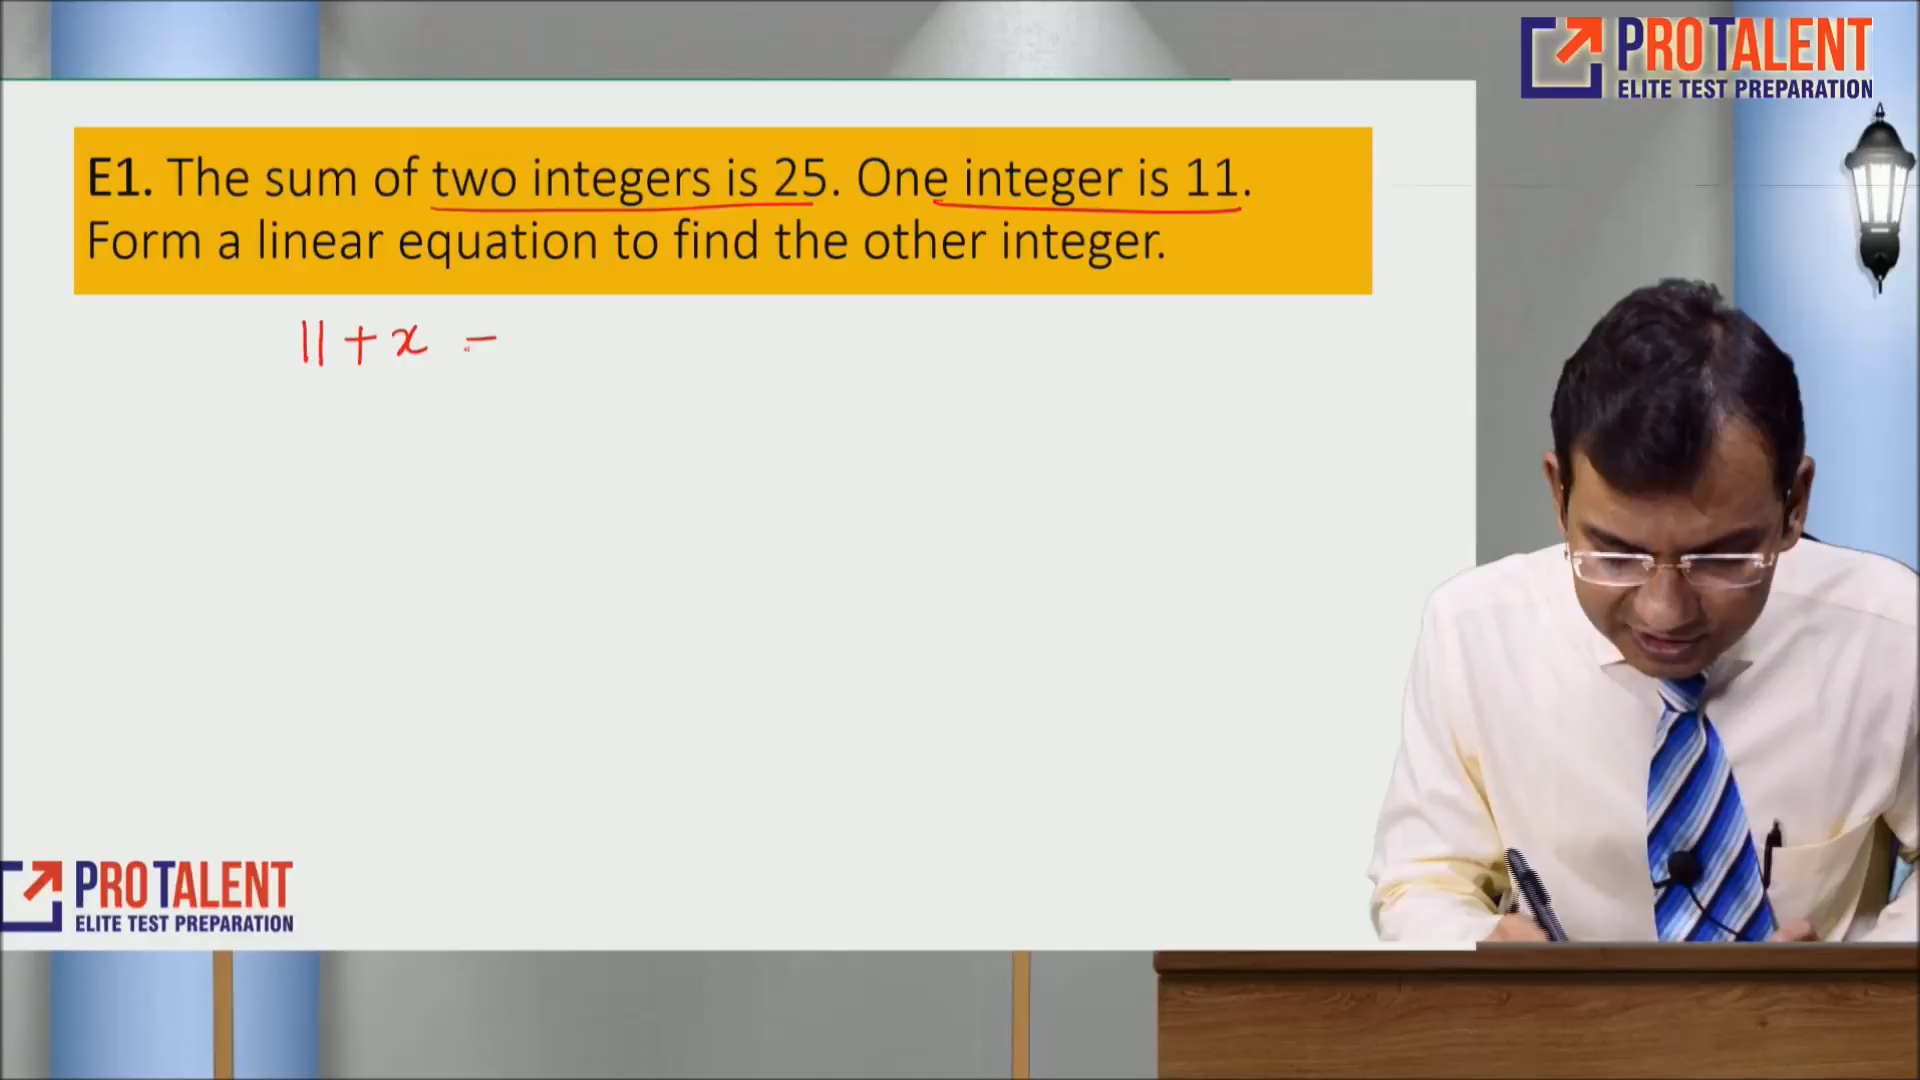 PROTALENT
ELITE TEST PREPARATION
E1. The sum of two integers is 25. One integer is 11.
Form a linear equation to find the other integer.
11 + x =
PROTALENT
ELITE TEST PREPARATION